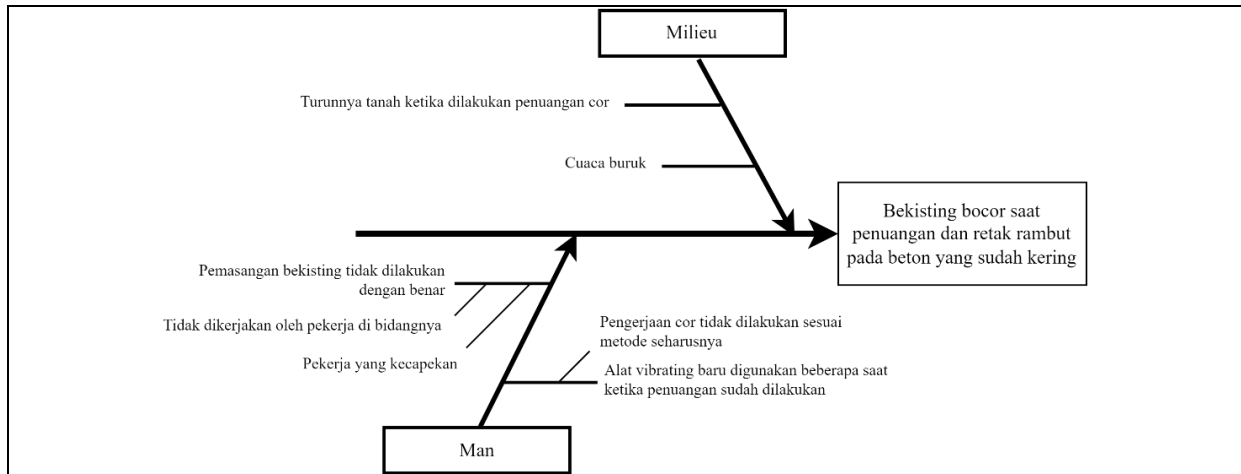 Milieu
Turunnya tanah ketika dilakukan penuangan cor
Cuaca buruk
Bekisting bocor saat
penuangan dan retak rambut
pada beton yang sudah kering
Pemasangan bekisting tidak dilakukan
dengan benar
Tidak dikerjakan oleh pekerja di bidangnya
Pekerja yang kecapekan
Pengerjaan cor tidak dilakukan sesuai
metode seharusnya
Alat vibrating baru digunakan beberapa saat
ketika penuangan sudah dilakukan
Man